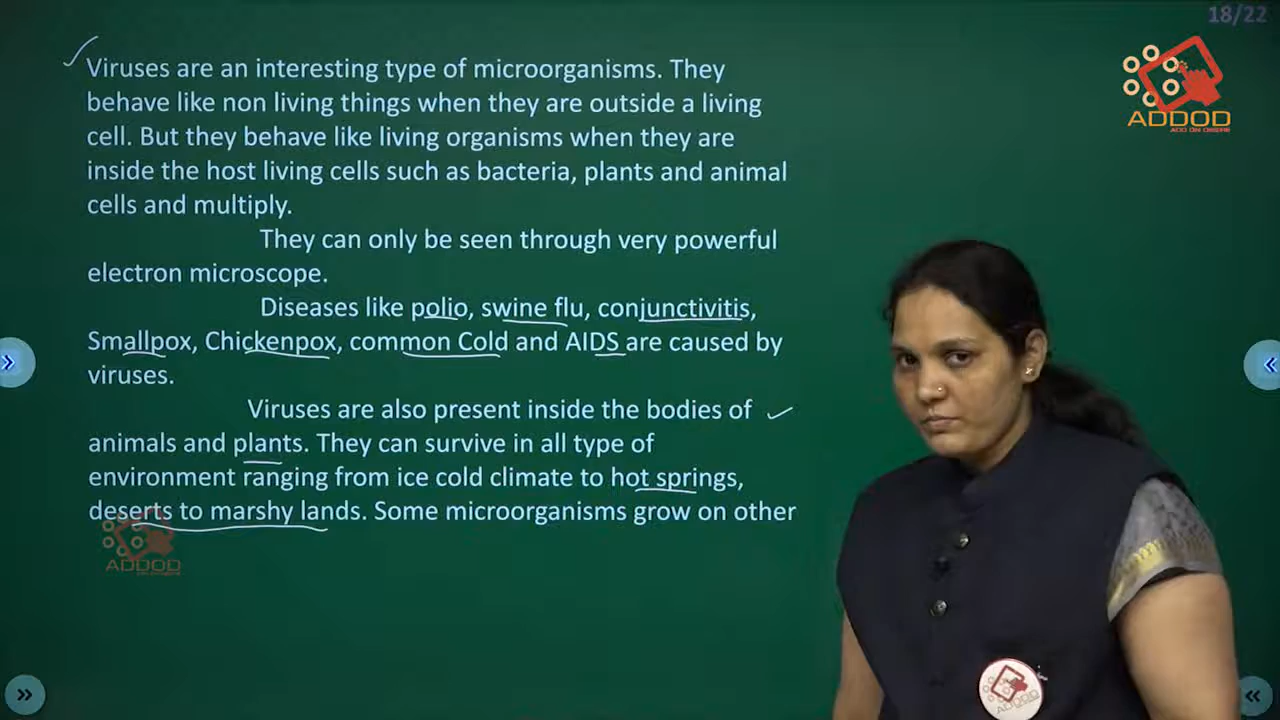 18/22
Viruses are an interesting type of microorganisms. They
behave like non living things when they are outside a living
cell. But they behave like living organisms when they are
inside the host living cells such as bacteria, plants and animal
cells and multiply.
They can only be seen through very powerful
electron microscope.
Diseases like polio, swine flu, conjunctivitis,
Smallpox, Chickenpox, common Cold and AIDS are caused by
viruses.
Viruses are also present inside the bodies of
animals and plants. They can survive in all type of
environment ranging from ice cold climate to hot springs,
deserts to marshy lands. Some microorganisms grow on other
ADDOD
ADD ON DESIRE
ADDOD